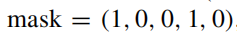 mask = (1, 0, 0, 1, 0).